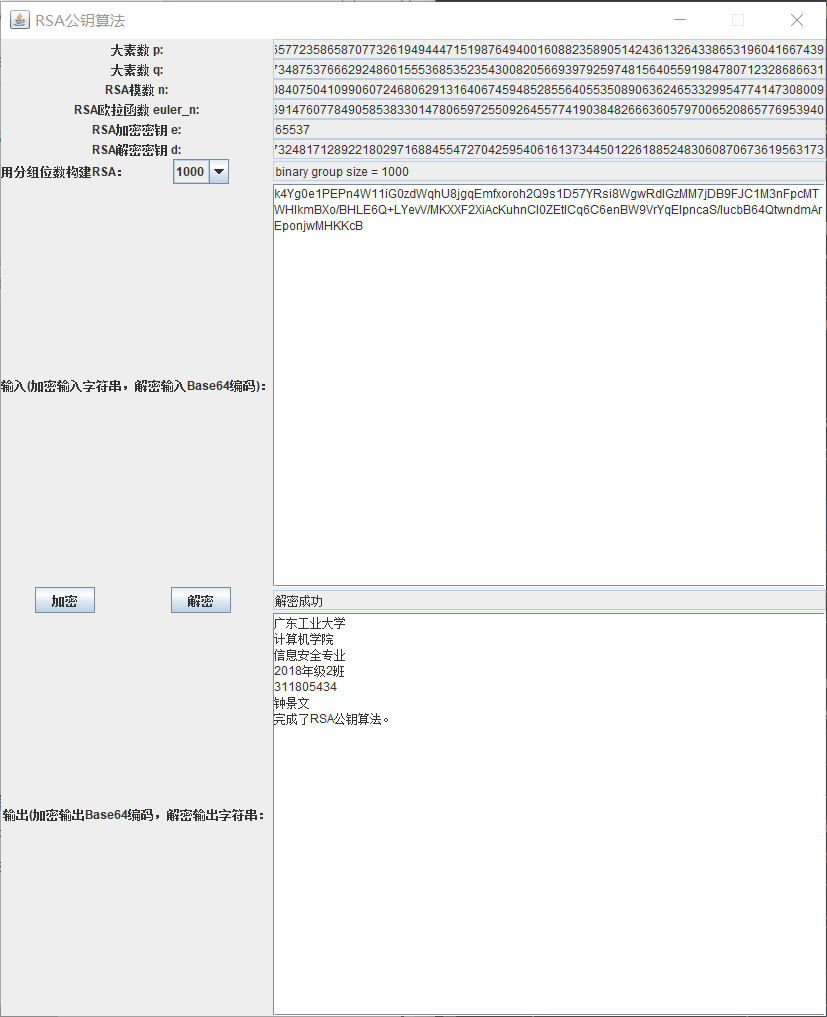 RSA公钥算法
大素数 p:
6577235865870773261949444715198764940016088235890514243613264338653196041667439
大素数 q:
7348753766629248601555368535235430082056693979259748156405591984780712328686631
RSA模数 n:
0840750410990607246806291316406745948528556405535089063624653329954774147308009
RSA欧拉函数 euler_n:
6914760778490585383301478065972550926455774190384826663605797006520865776953940
RSA加密密钥 e:
65537
RSA解密密钥 d:
7324817128922180297168845547270425954061613734450122618852483060870673619563173
用分组位数构建RSA：
1000
binary group size = 1000
输入(加密输入字符串，解密输入Base64编码)：
k4Yg0e1PEPn4W11iG0zdWqhU8jgqEmfxoroh2Q9s1D57YRsi8WgwRdlGzMM7jDB9FJC1M3nFpcMT
WHIkmBXo/BHLE6Q+LYevV/MKXXF2XiAcKuhnCI0ZEtlCq6C6enBW9VrYqEIpncaS/lucbB64QtwndmAr
EponjwMHKKcB
加密
解密
解密成功
输出(加密输出Base64编码，解密输出字符串：
广东工业大学
计算机学院
信息安全专业
2018年级2班
311805434
钟景文
完成了RSA公钥算法。